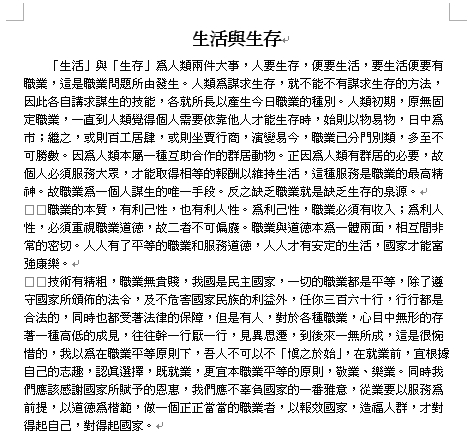 生活與生存
「生活」與「生存」為人類兩件大事，人要生存，便要生活，要生活便要有
職業，這是職業問題所由發生。人類為謀求生存，就不能不有謀求生存的方法，
因此各自講求謀生的技能，各就所長以產生今日職業的種別。人類初期，原無固
定職業，一直到人類覺得個人需要依靠他人才能生存時，始則以物易物，日中為
市；繼之，或則百工居肆，或則坐賈行商，演變易今，職業已分門別類，多至不
可勝數。因為人類本屬一種互助合作的群居動物。正因為人類有群居的必要，故
個人必須服務大眾，才能取得相等的報酬以維持生活，這種服務是職業的最高精
神。故職業為一個人謀生的唯一手段。反之缺乏職業就是缺乏生存的泉源。
□□職業的本質，有利己性，也有利人性。為利己性，職業必須有收入；為利人
性，必須重視職業道德，故二者不可偏廢。職業與道德本為一體兩面，相互間非
常的密切。人人有了平等的職業和服務道德，人人才有安定的生活，國家才能富
強康樂。
□□技術有精粗，職業無貴賤，我國是民主國家，一切的職業都是平等，除了遵
守國家所頒佈的法令，及不危害國家民族的利益外，任你三百六十行，行行都是
合法的，同時也都受著法律的保障，但是有人，對於各種職業，心目中無形的存
著一種高低的成見，往往幹一行厭一行，見異思遷，到後來一無所成，這是很惋
惜的，我以為在職業平等原則下，吾人不可以不「慎之於始」，在就業前，宜根據
自己的志趣，認真選擇，既就業，更宜本職業平等的原則，敬業、樂業。同時我
們應該感謝國家所賦予的恩惠，我們應不辜負國家的一番雅意，從業要以服務為
前提，以道德為楷範，做一個正正當當的職業者，以報效國家，造福人群，才對
得起自己，對得起國家。